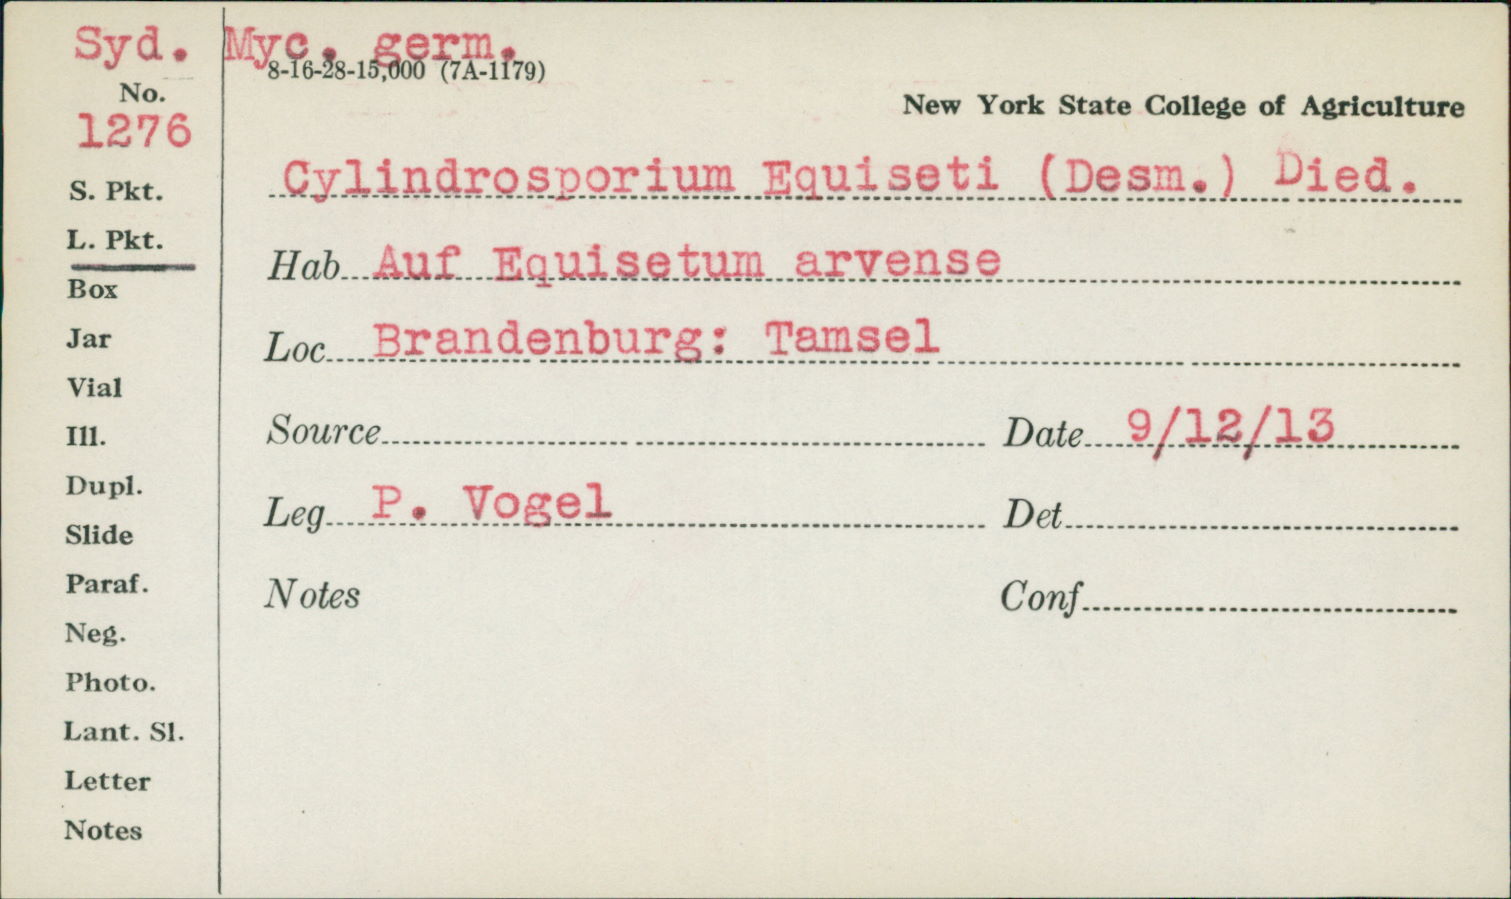 Syd. Myc. germ.
8-16-28-15,000 (7A-1179)
No.
1276
New York State College of Agriculture
S. Pkt.
Cylindrosporium Equiseti (Desm.) Died.
L. Pkt.
Hab Auf Equisetum arvense
Box
Jar
Loc Brandenburg: Tamsel
Vial
Ill.
Source Date 9/12/13
Dupl.
Leg P. Vogel Det
Slide
Paraf.
Notes Conf
Neg.
Photo.
Lant. Sl.
Letter
Notes